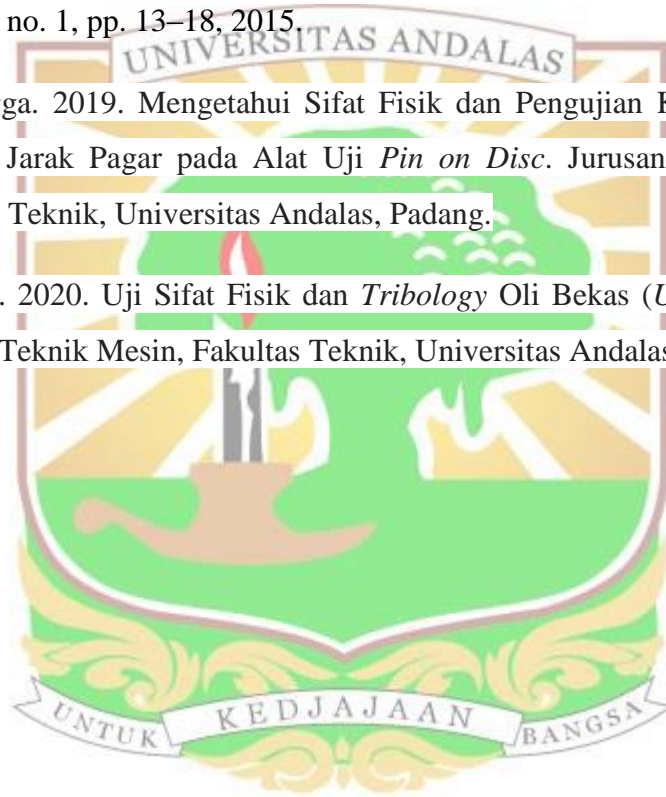 no. 1, pp. 13–18, 2015.
UNIVERSITAS ANDALAS
gga. 2019. Mengetahui Sifat Fisik dan Pengujian K
Jarak Pagar pada Alat Uji Pin on Disc. Jurusan
Teknik, Universitas Andalas, Padang.
. 2020. Uji Sifat Fisik dan Tribology Oli Bekas (U
Teknik Mesin, Fakultas Teknik, Universitas Andalas
UNTUK KEDJAJAAN BANGSA